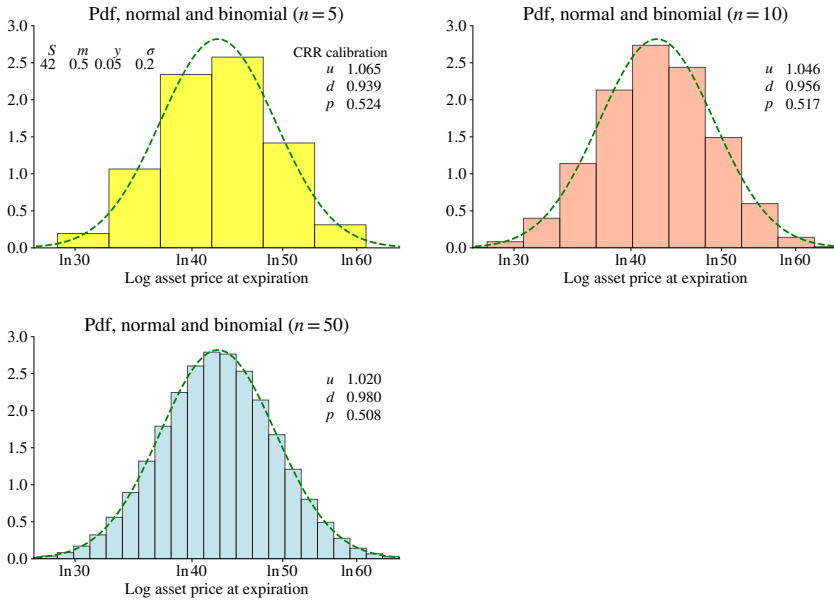 Pdf, normal and binomial (n = 5)
3.0
2.5
2.0
1.5
1.0
0.5
0.0
S m y σ
42 0.5 0.05 0.2
CRR calibration
u 1.065
d 0.939
p 0.524
ln 30 ln 40 ln 50 ln 60
Log asset price at expiration
Pdf, normal and binomial (n = 10)
3.0
2.5
2.0
1.5
1.0
0.5
0.0
u 1.046
d 0.956
p 0.517
ln 30 ln 40 ln 50 ln 60
Log asset price at expiration
Pdf, normal and binomial (n = 50)
3.0
2.5
2.0
1.5
1.0
0.5
0.0
u 1.020
d 0.980
p 0.508
ln 30 ln 40 ln 50 ln 60
Log asset price at expiration